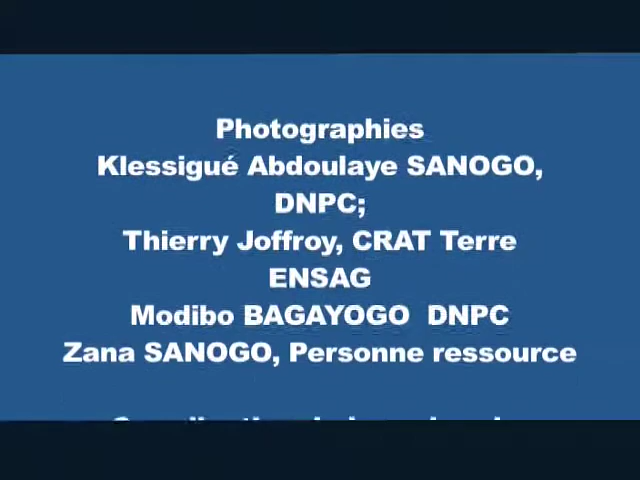 Photographies
Klessigué Abdoulaye SANOGO,
DNPC;
Thierry Joffroy, CRAT Terre
ENSAG
Modibo BAGAYOGO  DNPC
Zana SANOGO, Personne ressource